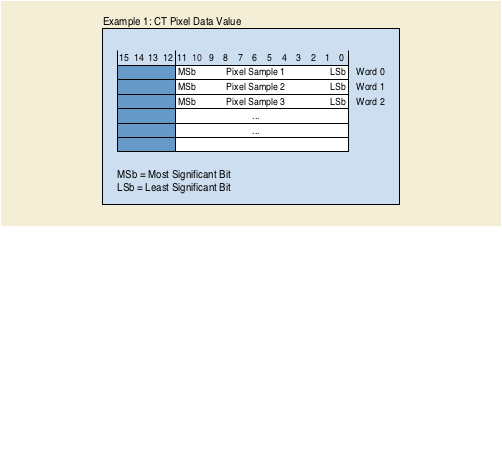 Example 1: CT Pixel Data Value
15 14 13 12 11 10 9 8 7 6 5 4 3 2 1 0
MSb Pixel Sample 1 LSb Word 0
MSb Pixel Sample 2 LSb Word 1
MSb Pixel Sample 3 LSb Word 2
...
...
MSb = Most Significant Bit
LSb = Least Significant Bit